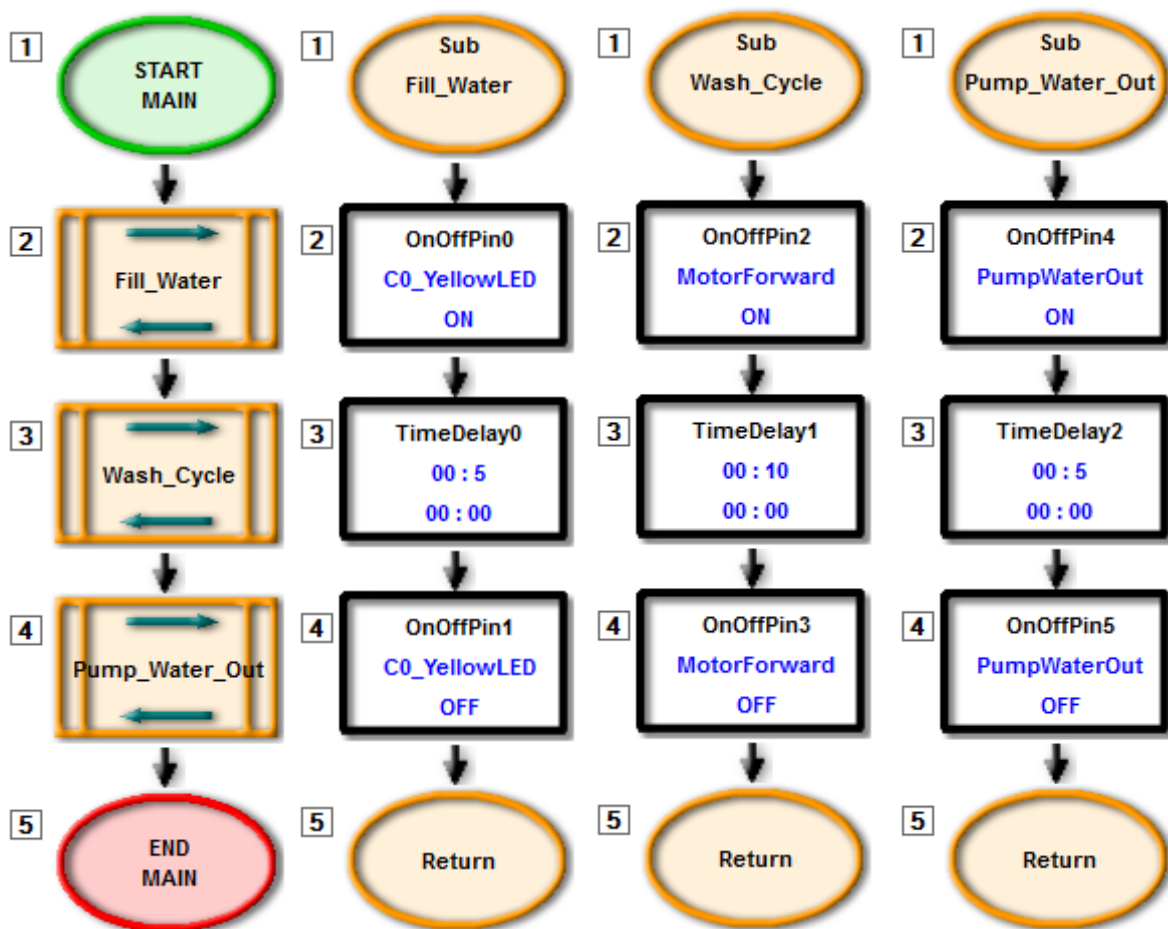 1
START
MAIN
2
Fill_Water
3
Wash_Cycle
4
Pump_Water_Out
5
END
MAIN
1
Sub
Fill_Water
2
OnOffPin0
C0_YellowLED
ON
3
TimeDelay0
00 : 5
00 : 00
4
OnOffPin1
C0_YellowLED
OFF
5
Return
1
Sub
Wash_Cycle
2
OnOffPin2
MotorForward
ON
3
TimeDelay1
00 : 10
00 : 00
4
OnOffPin3
MotorForward
OFF
5
Return
1
Sub
Pump_Water_Out
2
OnOffPin4
PumpWaterOut
ON
3
TimeDelay2
00 : 5
00 : 00
4
OnOffPin5
PumpWaterOut
OFF
5
Return